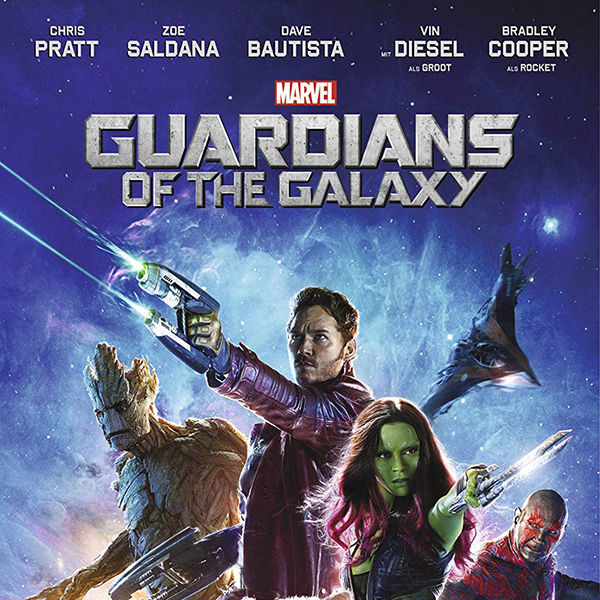 CHRIS PRATT
ZOE SALDANA
DAVE BAUTISTA
MIT VIN DIESEL ALS GROOT
BRADLEY COOPER ALS ROCKET
MARVEL
GUARDIANS
OF THE GALAXY